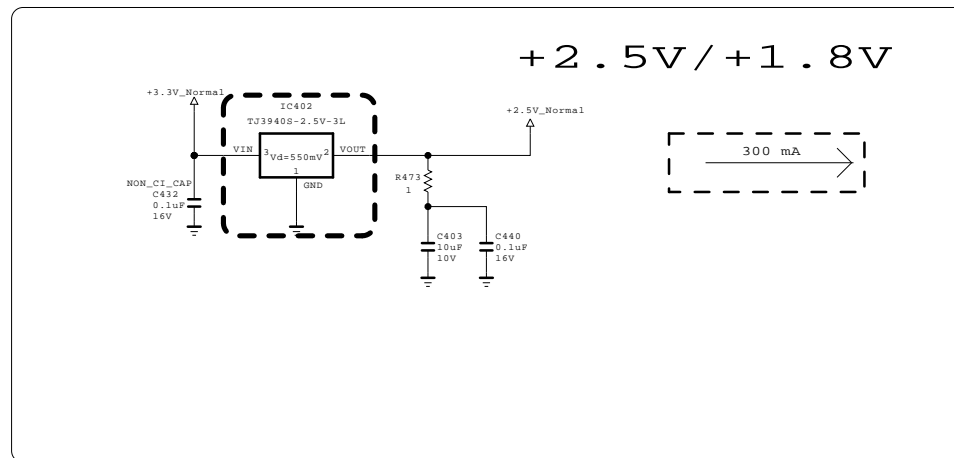 +2.5V/+1.8V
+3.3V_Normal
IC402
TJ3940S-2.5V-3L
+2.5V_Normal
VIN
3
Vd=550mV
2
VOUT
1
GND
300 mA
NON_CI_CAP
C432
0.1uF
16V
R473
1
C403
10uF
10V
C440
0.1uF
16V